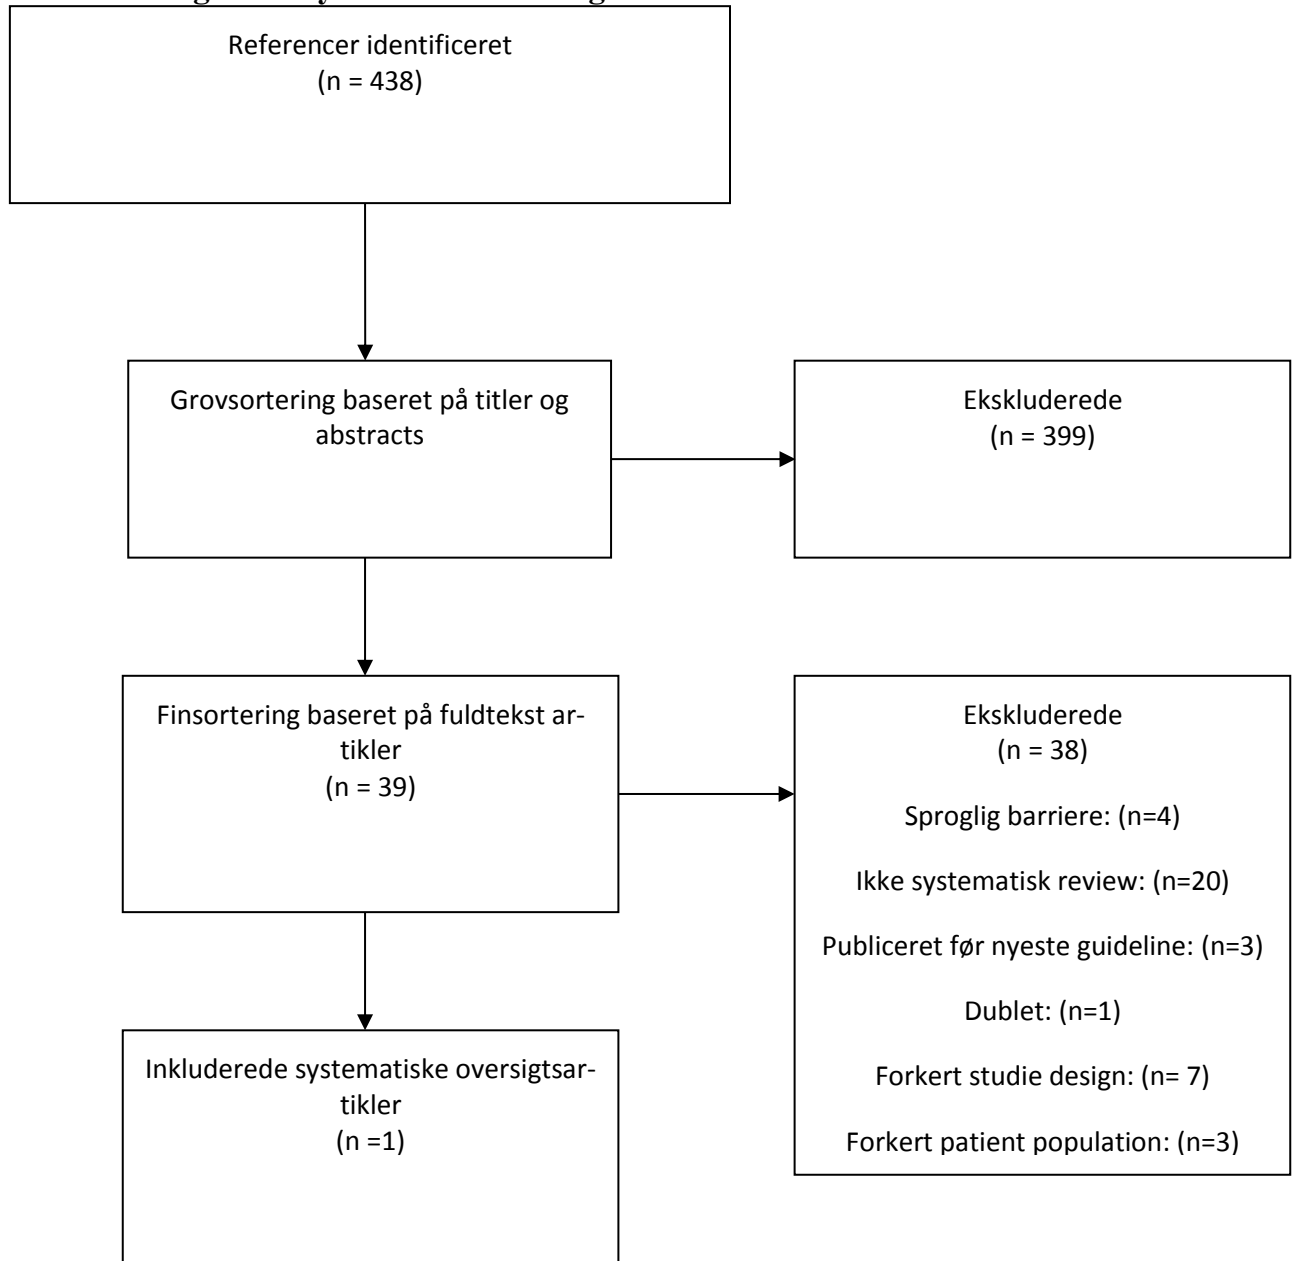 Referencer identificeret
(n = 438)
Grovsortering baseret på titler og
abstracts
Ekskluderede
(n = 399)
Finsortering baseret på fuldtekst ar-
tikler
(n = 39)
Ekskluderede
(n = 38)
Sproglig barriere: (n=4)
Ikke systematisk review: (n=20)
Publiceret før nyeste guideline: (n=3)
Dublet: (n=1)
Forkert studie design: (n= 7)
Forkert patient population: (n=3)
Inkluderede systematiske oversigtsar-
tikler
(n =1)